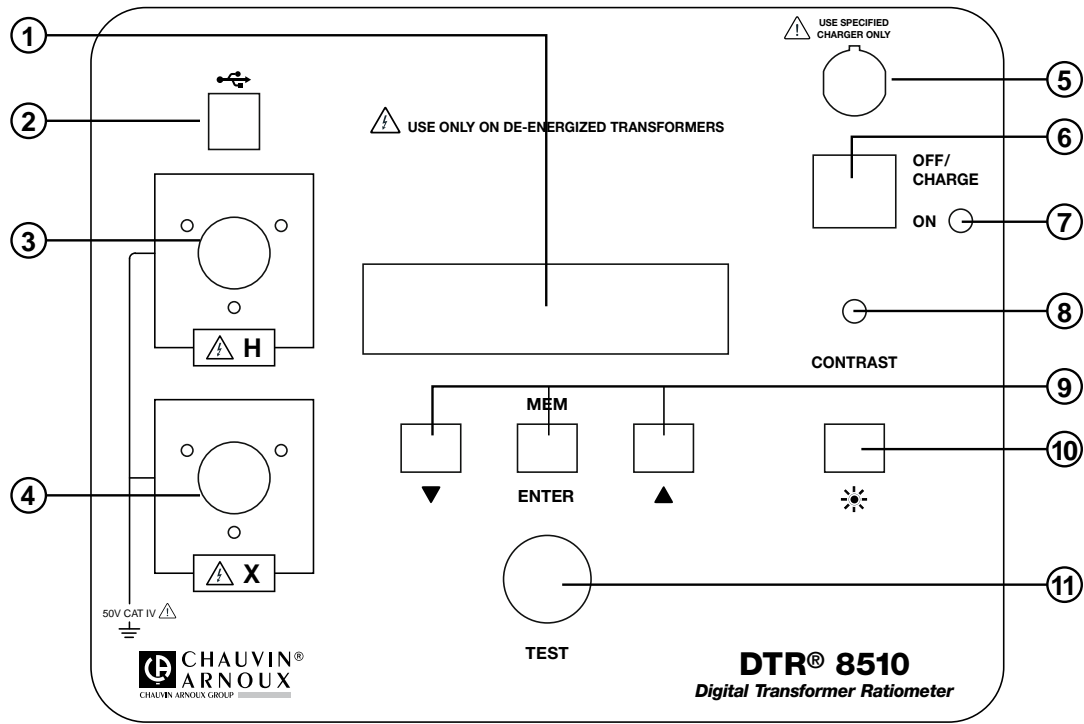 1
USE SPECIFIED
CHARGER ONLY
5
2
USE ONLY ON DE-ENERGIZED TRANSFORMERS
6
OFF/
CHARGE
ON
7
3
8
H
CONTRAST
9
MEM
10
4
ENTER
X
11
50V CAT IV
TEST
CHAUVIN®
ARNOUX
CHAUVIN ARNOUX GROUP
DTR® 8510
Digital Transformer Ratiometer